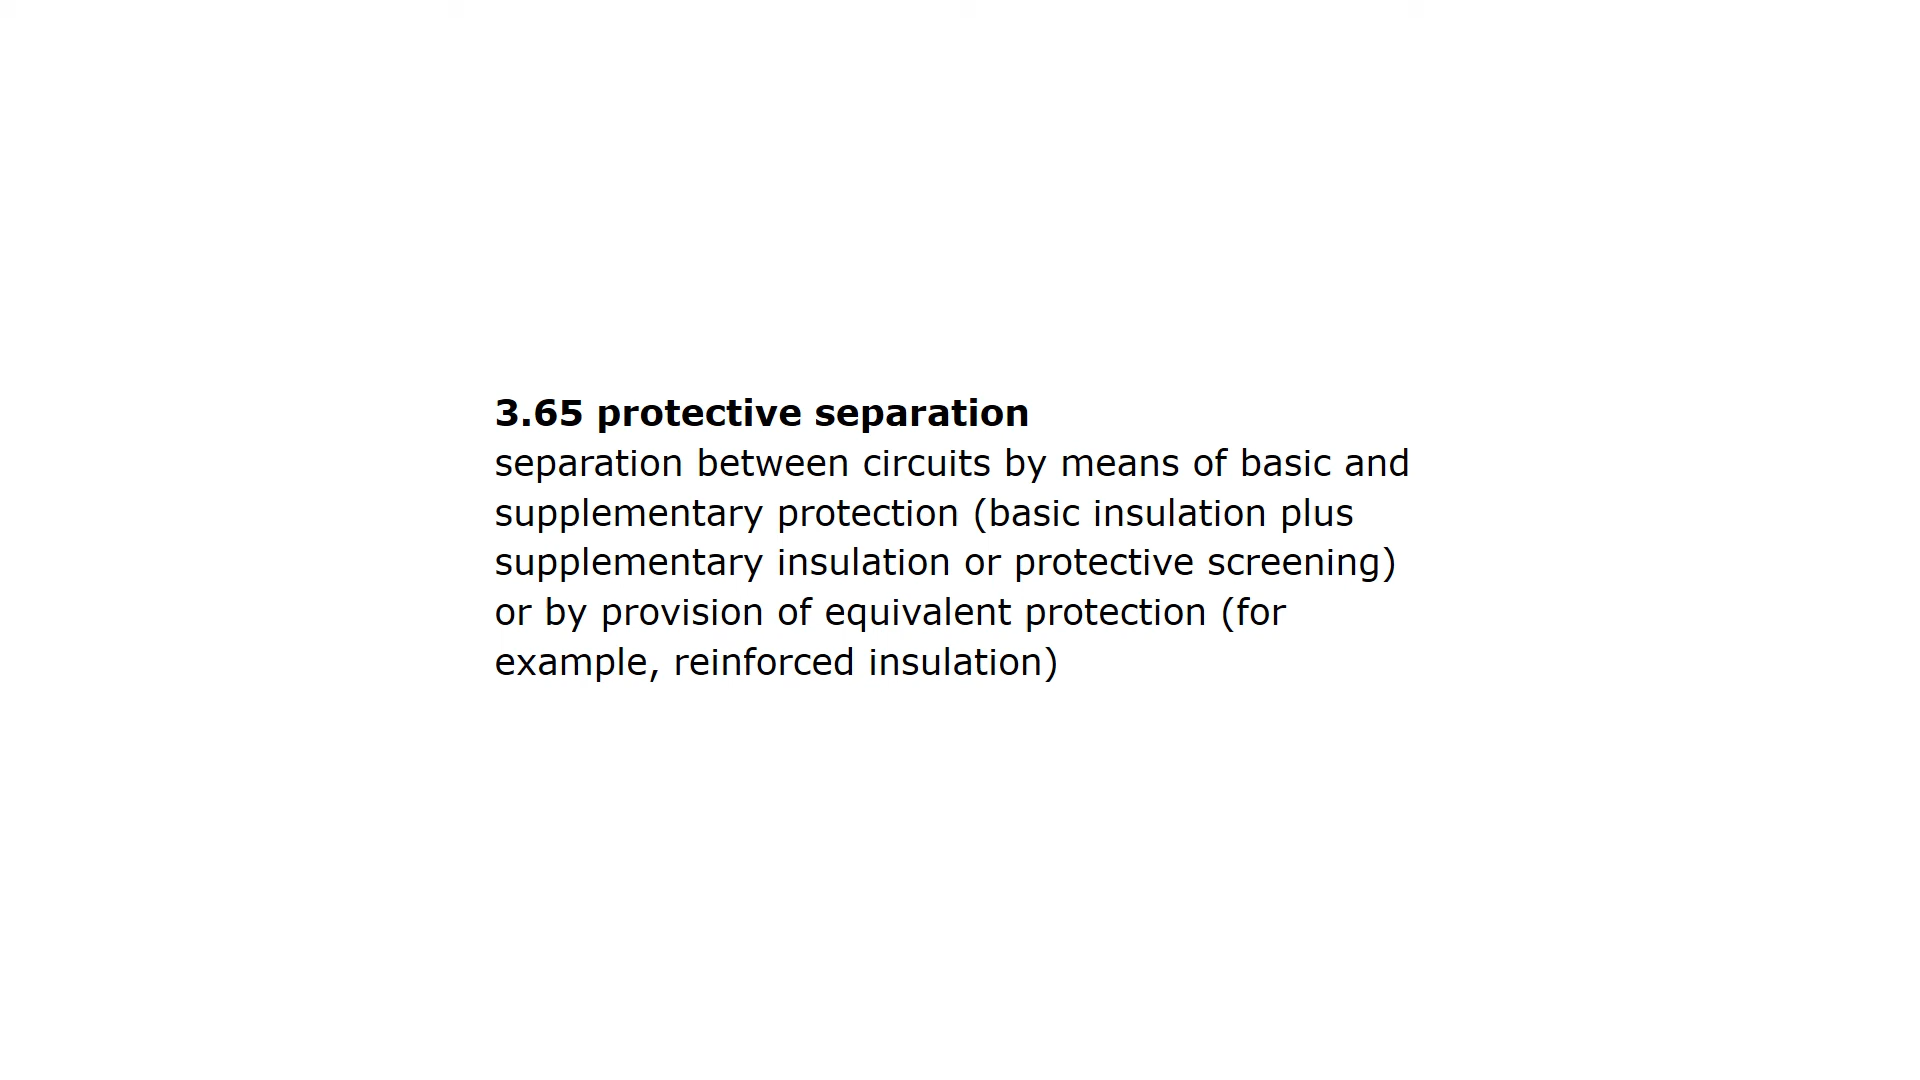 3.65 protective separation
separation between circuits by means of basic and
supplementary protection (basic insulation plus
supplementary insulation or protective screening)
or by provision of equivalent protection (for
example, reinforced insulation)